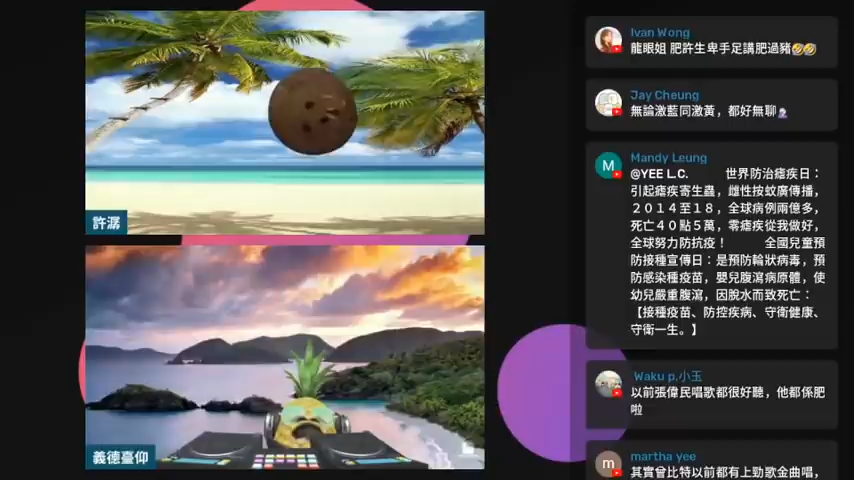 許潺
義德臺仰
Ivan Wong
龍眼姐 肥許生卑手足講肥過豬🤣🤣
Jay Cheung
無論激藍同激黃，都好無聊
Mandy Leung
@YEE L.C. 世界防治瘧疾日：
引起瘧疾寄生蟲，雌性按蚊廣傳播，
２０１４至１８，全球病例兩億多，
死亡４０點５萬，零瘧疾從我做好，
全球努力防抗疫！ 全國兒童預
防接種宣傳日：是預防輪狀病毒，預
防感染種疫苗，嬰兒腹瀉病原體，使
幼兒嚴重腹瀉，因脫水而致死亡：
【接種疫苗、防控疾病、守衛健康、
守衛一生。】
Waku p.小玉
以前張偉民唱歌都很好聽，他都係肥
啦
martha yee
其實曾比特以前都有上勁歌金曲唱，